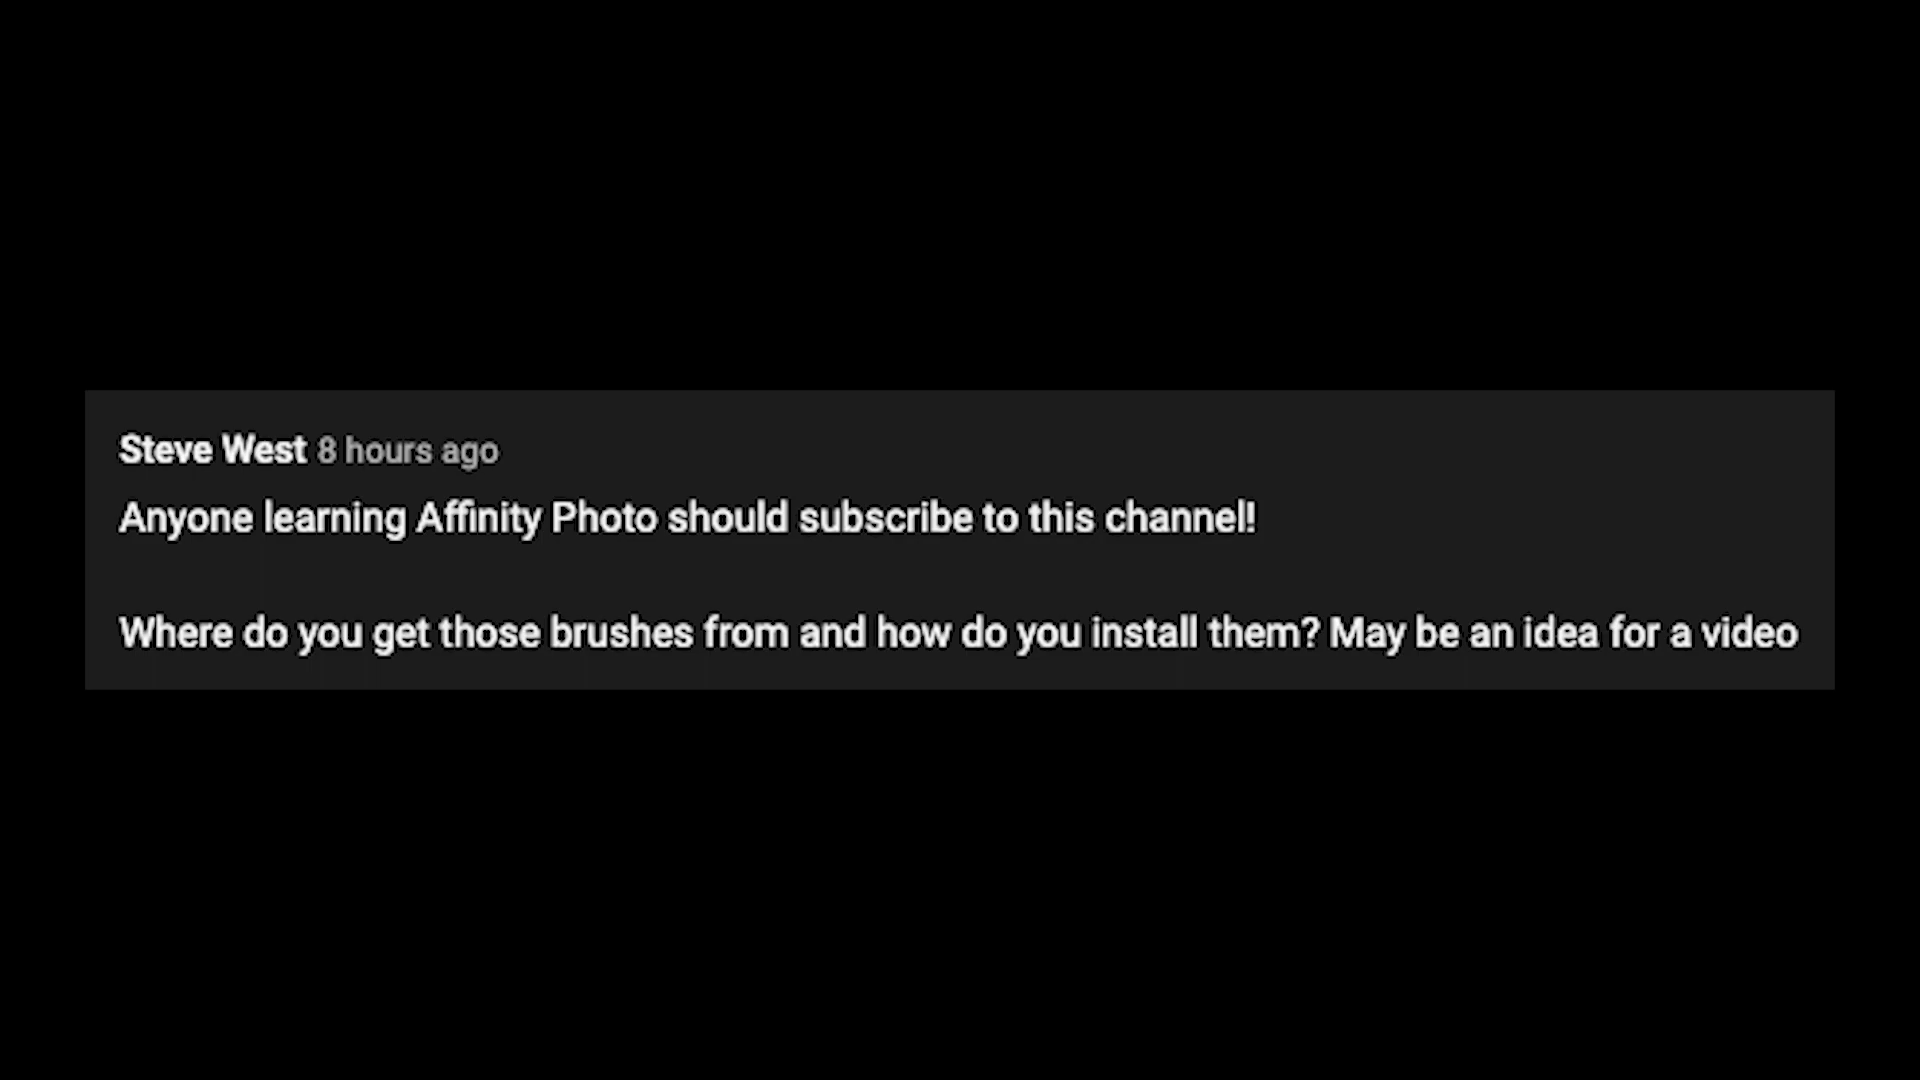 Steve West 8 hours ago
Anyone learning Affinity Photo should subscribe to this channel!
Where do you get those brushes from and how do you install them? May be an idea for a video